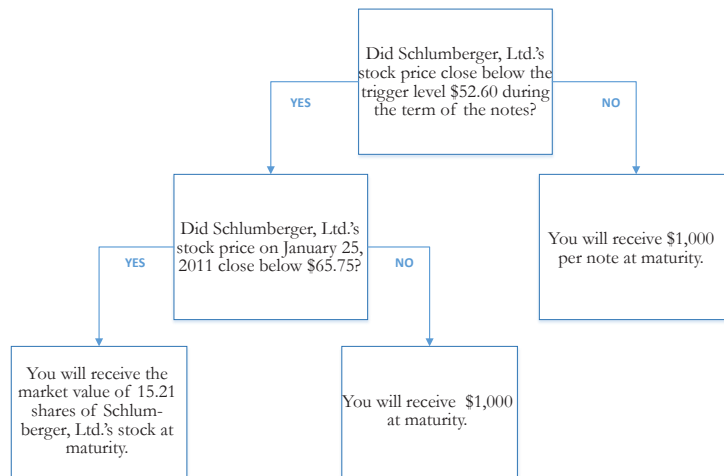 Did Schlumberger, Ltd.'s
stock price close below the
trigger level $52.60 during
the term of the notes?
YES
NO
Did Schlumberger, Ltd.'s
stock price on January 25,
2011 close below $65.75?
You will receive $1,000
per note at maturity.
YES
NO
You will receive the
market value of 15.21
shares of Schlum-
berger, Ltd.'s stock at
maturity.
You will receive $1,000
at maturity.